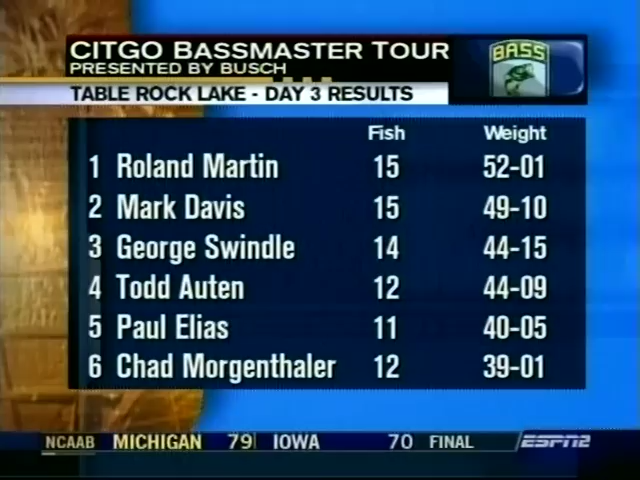 CITGO BASSMASTER TOUR
PRESENTED BY BUSCH
BASS
TABLE ROCK LAKE - DAY 3 RESULTS
Fish Weight
1 Roland Martin 15 52-01
2 Mark Davis 15 49-10
3 George Swindle 14 44-15
4 Todd Auten 12 44-09
5 Paul Elias 11 40-05
6 Chad Morgenthaler 12 39-01
NCAAB MICHIGAN 79 IOWA 70 FINAL ESPN2